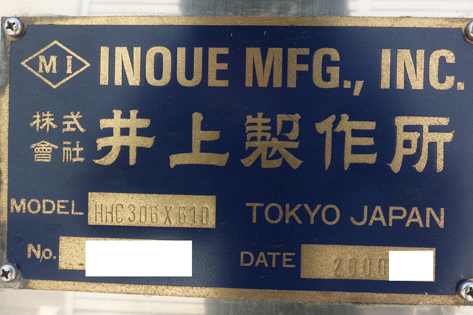 MI INOUE MFG., INC.
株式會社 井上製作所
MODEL HHC306X610 TOKYO JAPAN
No. DATE 2000